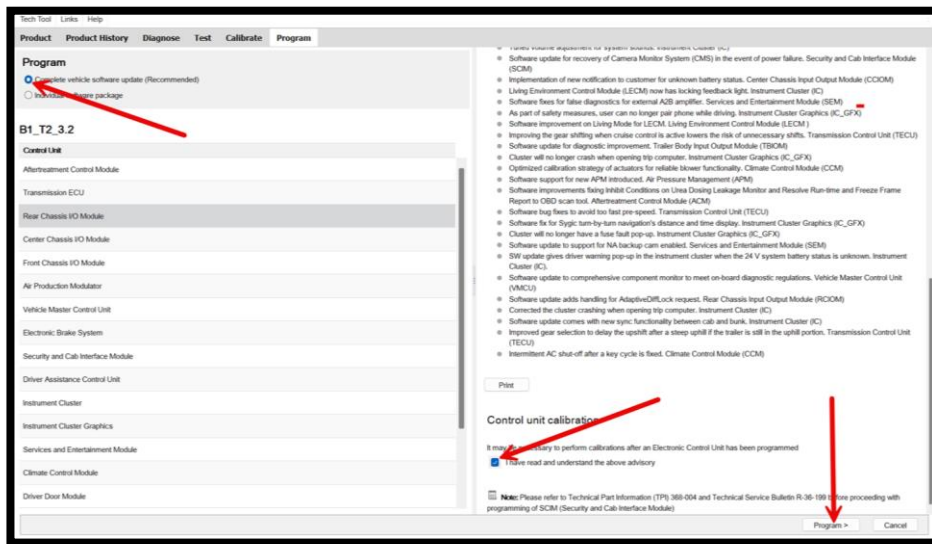 Tech Tool Links Help
Product Product History Diagnose Test Calibrate Program
Program
Complete vehicle software update (Recommended)
Individual software package
B1_T2_3.2
Control Unit
Aftertreatment Control Module
Transmission ECU
Rear Chassis I/O Module
Center Chassis I/O Module
Front Chassis I/O Module
Air Production Modulator
Vehicle Master Control Unit
Electronic Brake System
Security and Cab Interface Module
Driver Assistance Control Unit
Instrument Cluster
Instrument Cluster Graphics
Services and Entertainment Module
Climate Control Module
Driver Door Module
Tuned volume adjustment for system sounds. Instrument Cluster (IC)
Software update for recovery of Camera Monitor System (CMS) in the event of power failure. Security and Cab Interface Module
(SCIM)
Implementation of new notification to customer for unknown battery status. Center Chassis Input Output Module (CCIOM)
Living Environment Control Module (LECM) now has locking feedback light. Instrument Cluster (IC)
Software fixes for false diagnostics for external A2B amplifier. Services and Entertainment Module (SEM)
As part of safety measures, user can no longer pair phone while driving. Instrument Cluster Graphics (IC_GFX)
Software improvement on Living Mode for LECM. Living Environment Control Module (LECM )
Improving the gear shifting when cruise control is active lowers the risk of unnecessary shifts. Transmission Control Unit (TECU)
Software update for diagnostic improvement. Trailer Body Input Output Module (TBIOM)
Cluster will no longer crash when opening trip computer. Instrument Cluster Graphics (IC_GFX)
Optimized calibration strategy of actuators for reliable blower functionality. Climate Control Module (CCM)
Software support for new APM introduced. Air Pressure Management (APM)
Software improvements fixing Inhibit Conditions on Urea Dosing Leakage Monitor and Resolve Run-time and Freeze Frame
Report to OBD scan tool. Aftertreatment Control Module (ACM)
Software bug fixes to avoid too fast pre-speed. Transmission Control Unit (TECU)
Software fix for Sygic turn-by-turn navigation's distance and time display. Instrument Cluster Graphics (IC_GFX)
Cluster will no longer have a fuse fault pop-up. Instrument Cluster Graphics (IC_GFX)
Software update to support for NA backup cam enabled. Services and Entertainment Module (SEM)
SW update gives driver warning pop-up in the instrument cluster when the 24 V system battery status is unknown. Instrument
Cluster (IC).
Software update to comprehensive component monitor to meet on-board diagnostic regulations. Vehicle Master Control Unit
(VMCU)
Software update adds handling for AdaptiveDiffLock request. Rear Chassis Input Output Module (RCIOM)
Corrected the cluster crashing when opening trip computer. Instrument Cluster (IC)
Software update comes with new sync functionality between cab and bunk. Instrument Cluster (IC)
Improved gear selection to delay the upshift after a steep uphill if the trailer is still in the uphill portion. Transmission Control Unit
(TECU)
Intermittent AC shut-off after a key cycle is fixed. Climate Control Module (CCM)
Print
Control unit calibration
It may be necessary to perform calibrations after an Electronic Control Unit has been programmed
I have read and understand the above advisory
Note: Please refer to Technical Part Information (TPI) 368-004 and Technical Service Bulletin R-36-199 before proceeding with
programming of SCIM (Security and Cab Interface Module)
Program > Cancel